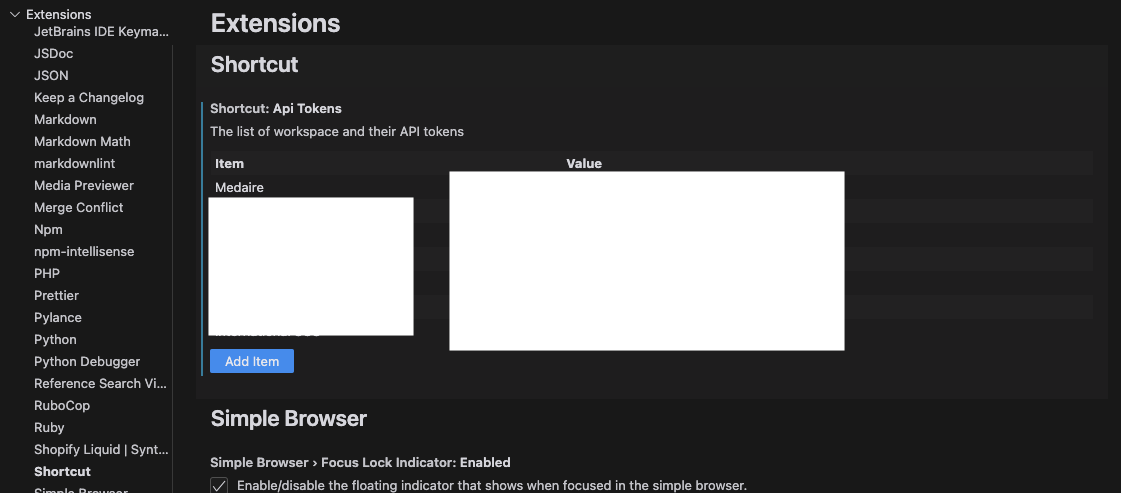 Extensions
JetBrains IDE Keyma...
JSDoc
JSON
Keep a Changelog
Markdown
Markdown Math
markdownlint
Media Previewer
Merge Conflict
Npm
npm-intellisense
PHP
Prettier
Pylance
Python
Python Debugger
Reference Search Vi...
RuboCop
Ruby
Shopify Liquid | Synt...
Shortcut
Simple Browser
Extensions
Shortcut
Shortcut: Api Tokens
The list of workspace and their API tokens
Item Value
Medaire
Add Item
Simple Browser
Simple Browser › Focus Lock Indicator: Enabled
Enable/disable the floating indicator that shows when focused in the simple browser.